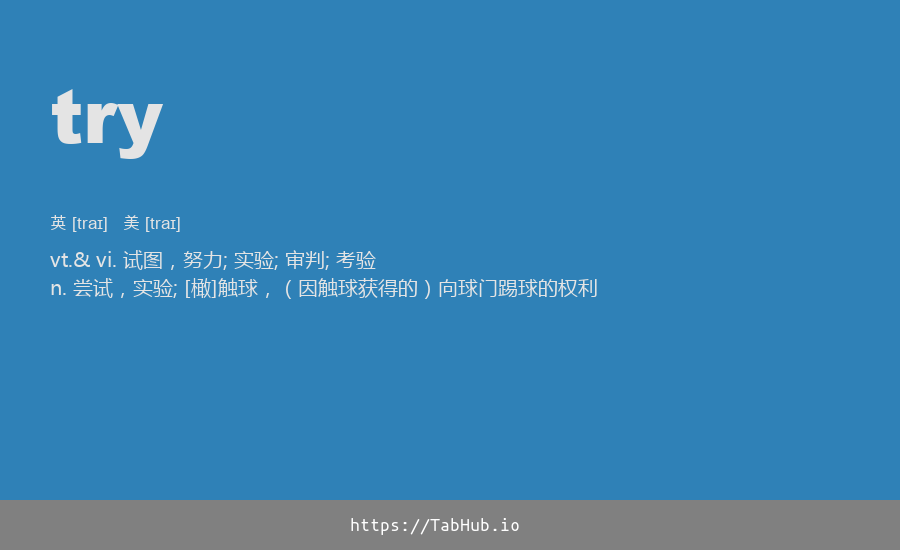 try
英 [traɪ] 美 [traɪ]
vt.& vi. 试图，努力; 实验; 审判; 考验
n. 尝试，实验; [橄]触球，（因触球获得的）向球门踢球的权利
https://TabHub.io